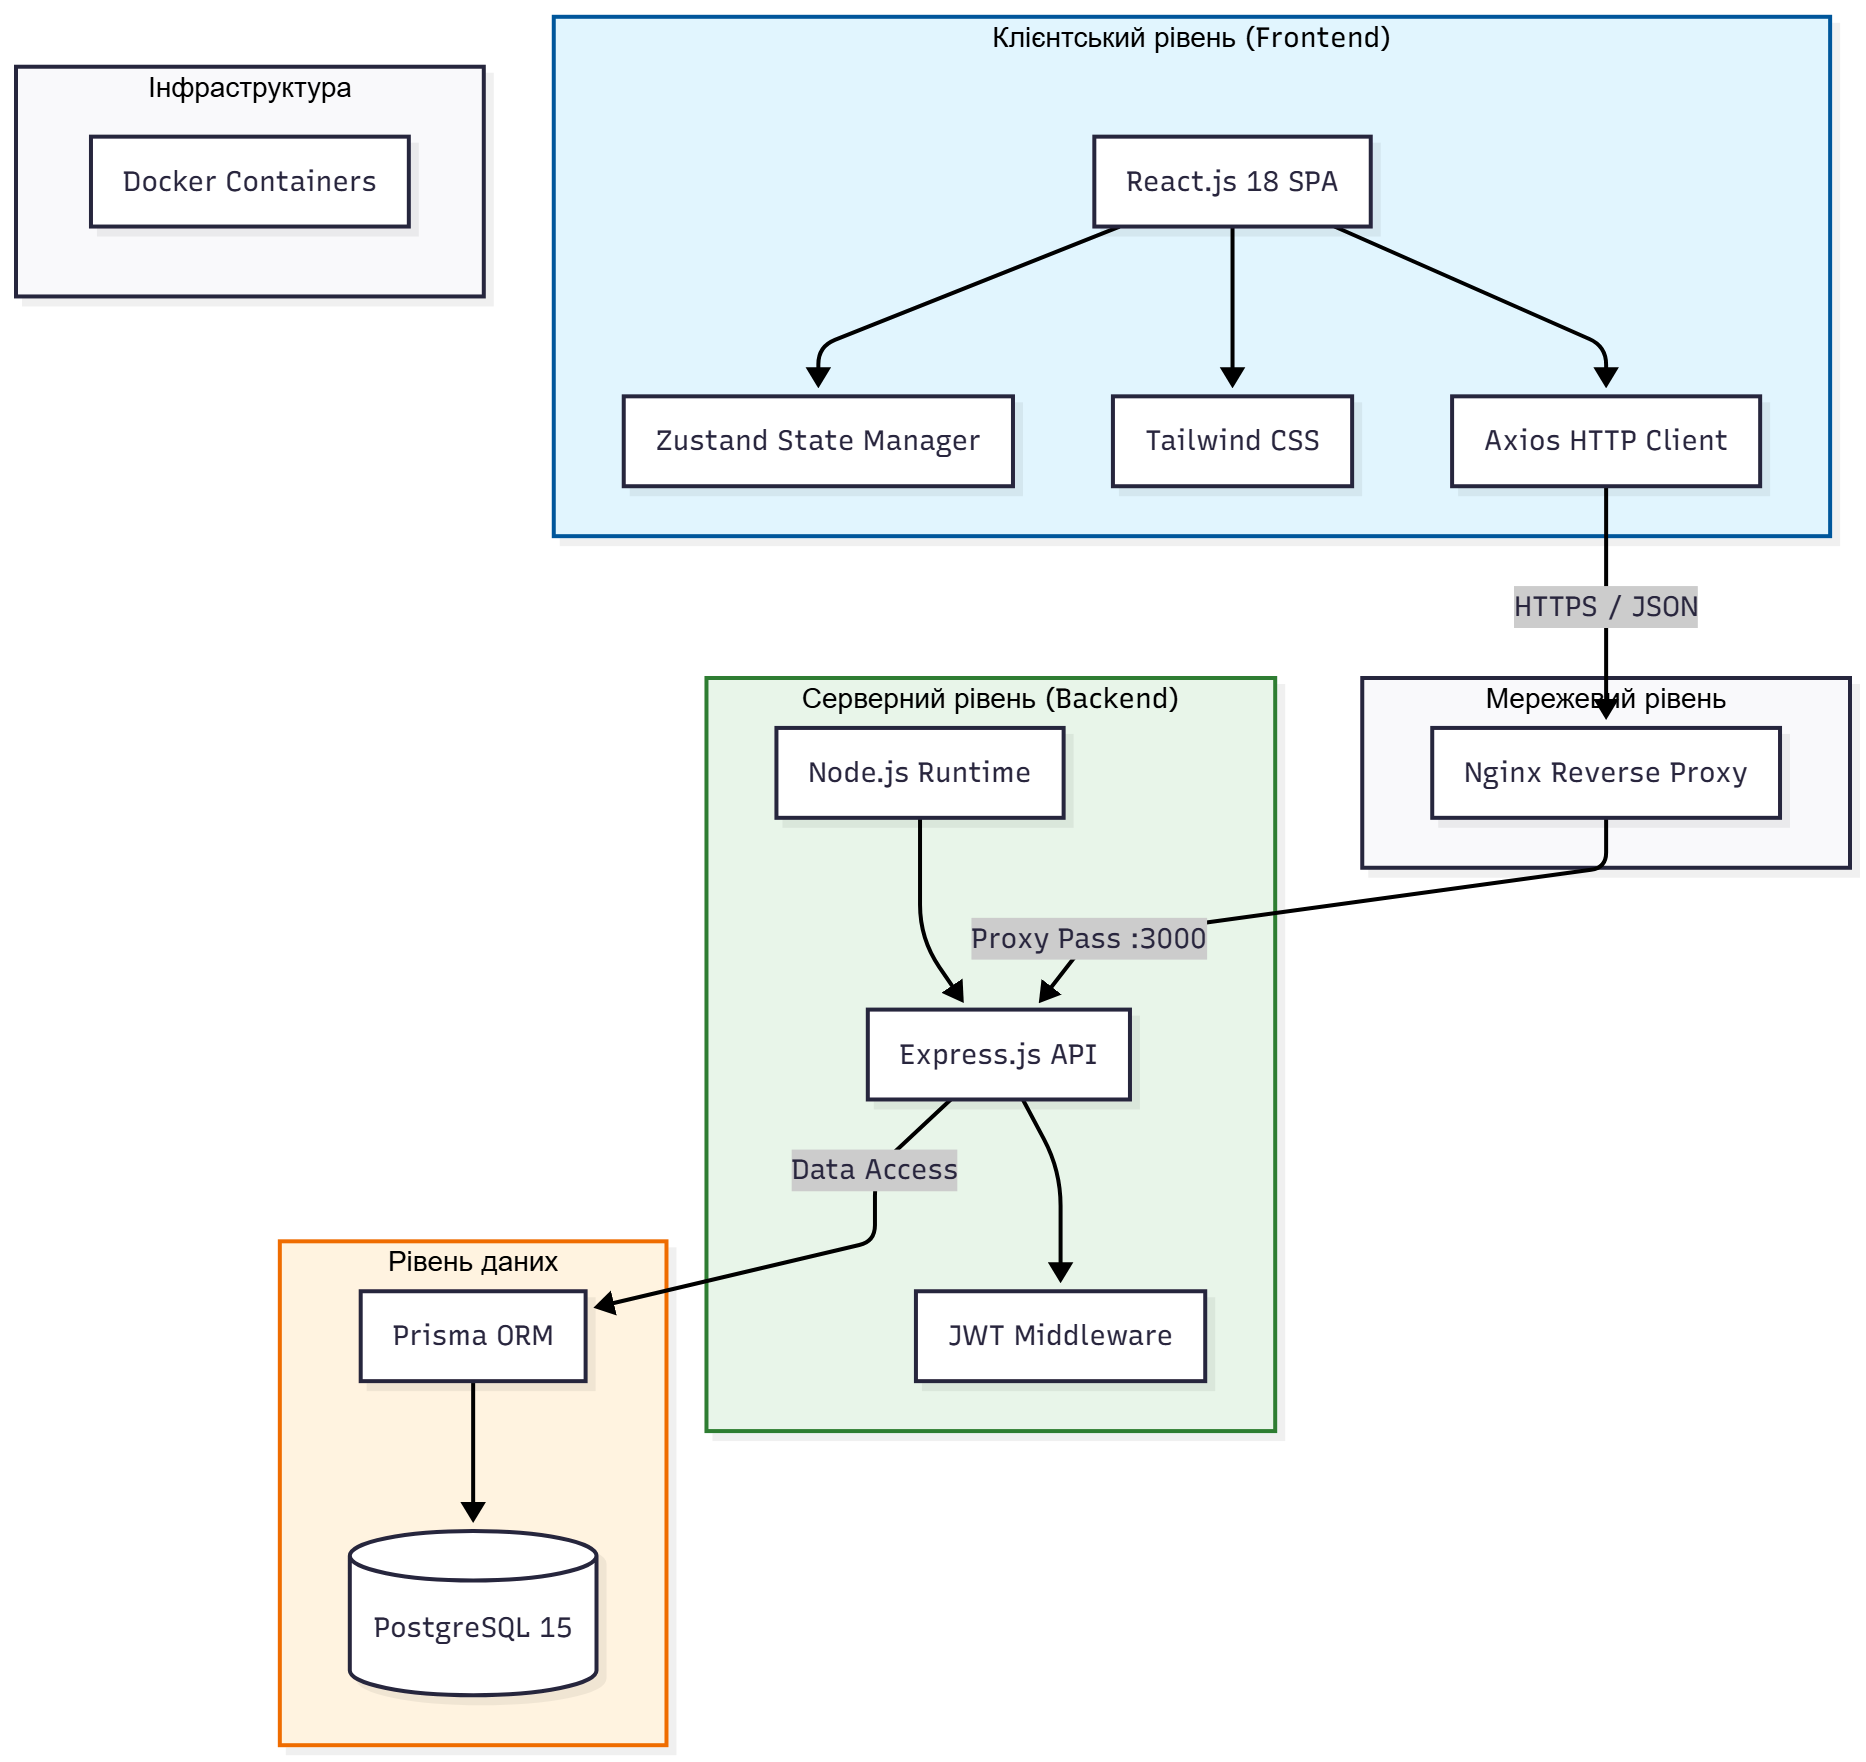 Клієнтський рівень (Frontend)
Інфраструктура
Docker Containers
React.js 18 SPA
Zustand State Manager
Tailwind CSS
Axios HTTP Client
HTTPS / JSON
Серверний рівень (Backend)
Мережевий рівень
Node.js Runtime
Nginx Reverse Proxy
Proxy Pass :3000
Express.js API
Data Access
Рівень даних
Prisma ORM
JWT Middleware
PostgreSQL 15